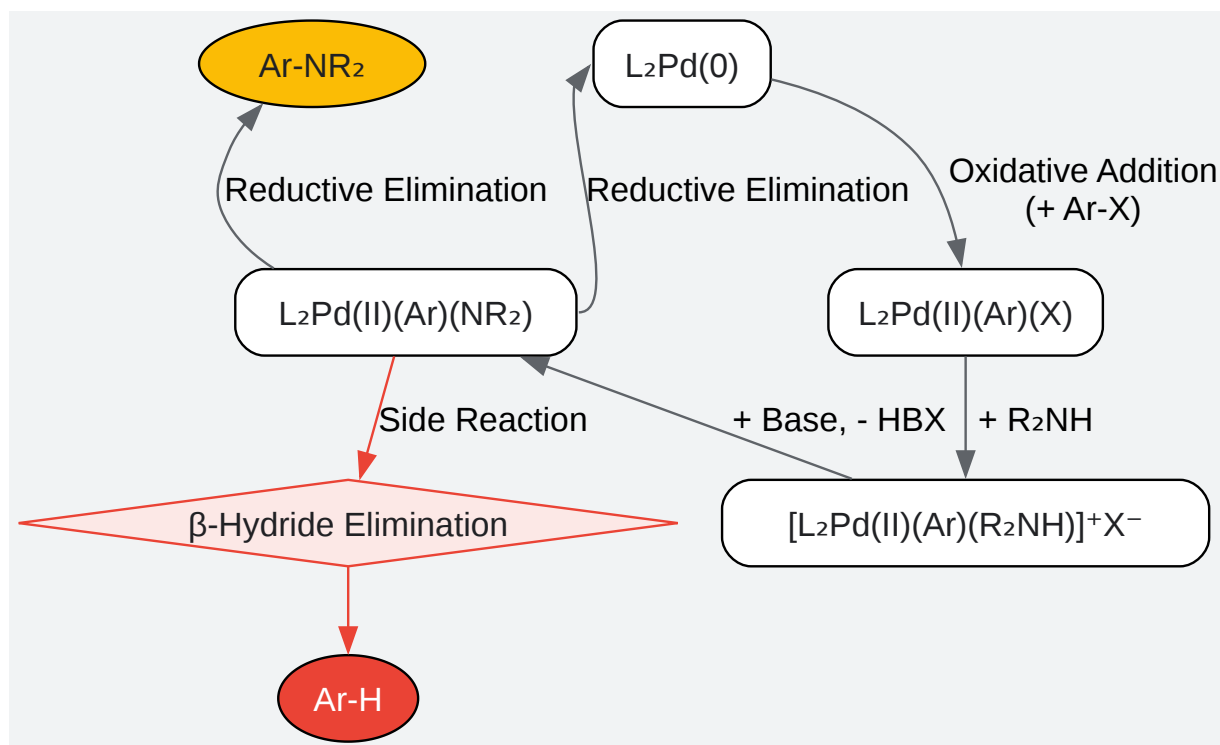 Ar-NR₂
L₂Pd(0)
Oxidative Addition
(+ Ar-X)
Reductive Elimination
Reductive Elimination
L₂Pd(II)(Ar)(NR₂)
L₂Pd(II)(Ar)(X)
Side Reaction
+ Base, - HBX
+ R₂NH
β-Hydride Elimination
[L₂Pd(II)(Ar)(R₂NH)]⁺X⁻
Ar-H